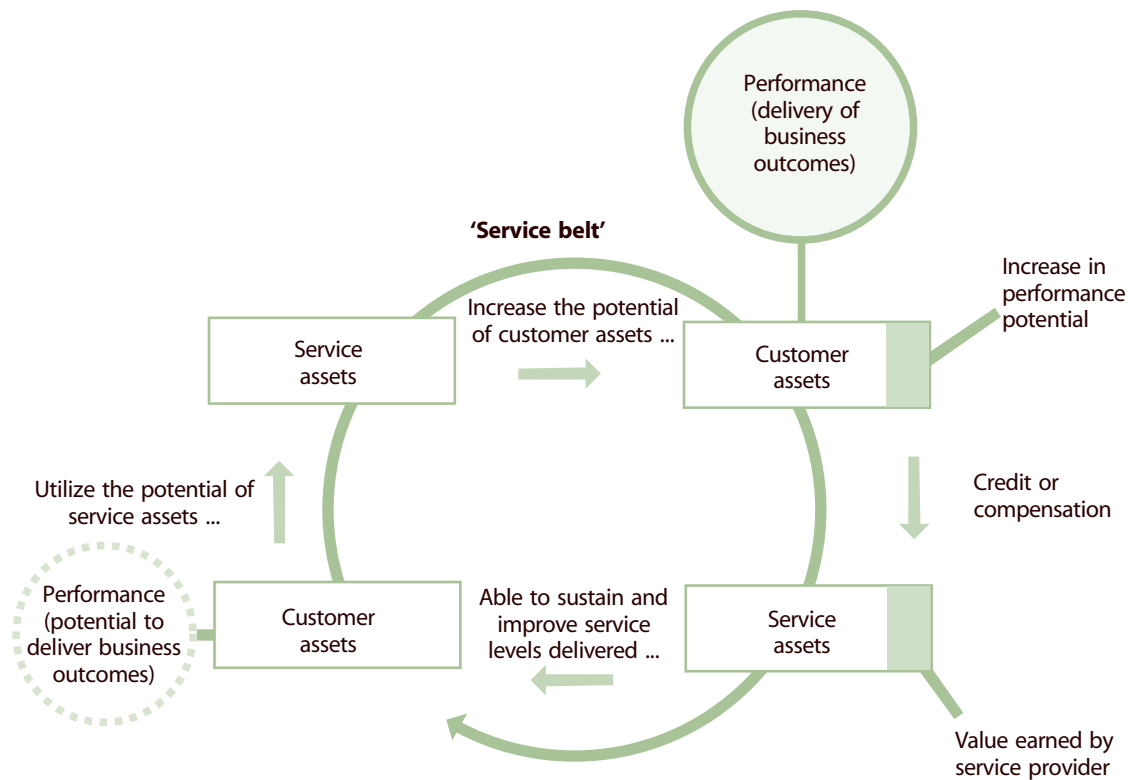 Performance
(delivery of
business
outcomes)
‘Service belt’
Increase in
performance
potential
Increase the potential
of customer assets ...
Service
assets
Customer
assets
Utilize the potential of
service assets ...
Credit or
compensation
Performance
(potential to
deliver business
outcomes)
Customer
assets
Able to sustain and
improve service
levels delivered ...
Service
assets
Value earned by
service provider